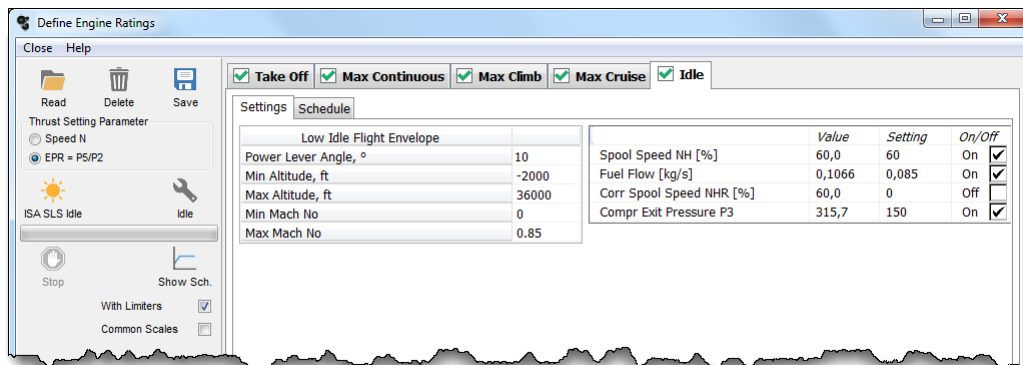 Define Engine Ratings
Close Help
Read Delete Save
Thrust Setting Parameter
Speed N
EPR = P5/P2
ISA SLS Idle Idle
Stop Show Sch.
With Limiters
Common Scales
Take Off Max Continuous Max Climb Max Cruise Idle
Settings Schedule
Low Idle Flight Envelope
Power Lever Angle, º 10
Min Altitude, ft -2000
Max Altitude, ft 36000
Min Mach No 0
Max Mach No 0.85
Value Setting On/Off
Spool Speed NH [%] 60,0 60 On
Fuel Flow [kg/s] 0,1066 0,085 On
Corr Spool Speed NHR [%] 60,0 0 Off
Compr Exit Pressure P3 315,7 150 On